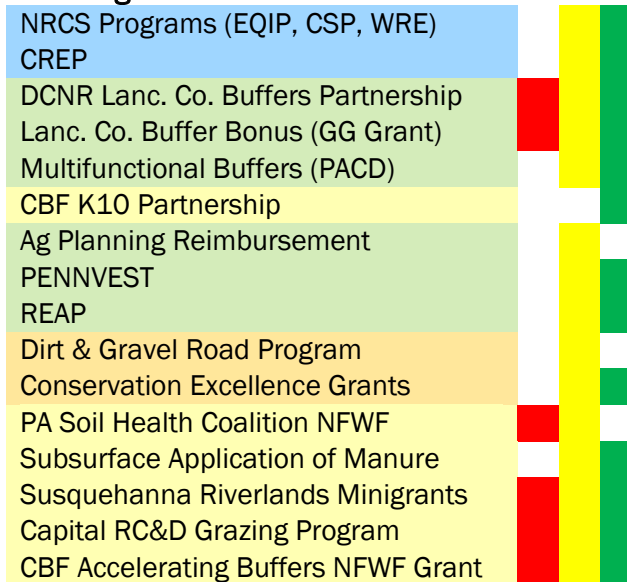 NRCS Programs (EQIP, CSP, WRE)
CREP
DCNR Lanc. Co. Buffers Partnership
Lanc. Co. Buffer Bonus (GG Grant)
Multifunctional Buffers (PACD)
CBF K10 Partnership
Ag Planning Reimbursement
PENNVEST
REAP
Dirt & Gravel Road Program
Conservation Excellence Grants
PA Soil Health Coalition NFWF
Subsurface Application of Manure
Susquehanna Riverlands Minigrants
Capital RC&D Grazing Program
CBF Accelerating Buffers NFWF Grant